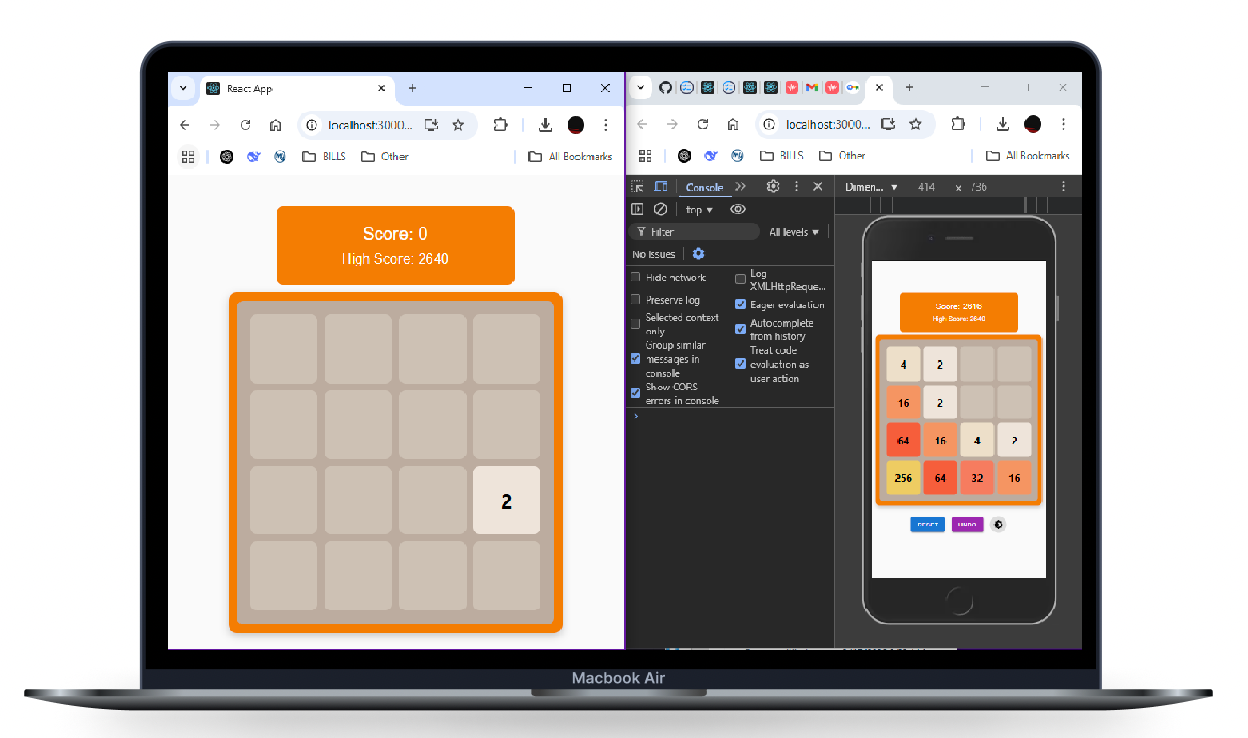 React App
localhost:3000...
BILLS
Other
All Bookmarks
Score: 0
High Score: 2640
2
localhost:3000...
BILLS
Other
All Bookmarks
Console
Dimen...
414
x
736
top
Filter
All levels
No Issues
Hide network
Log XMLHttpReque...
Preserve log
Eager evaluation
Selected context only
Autocomplete from history
Group similar messages in console
Treat code evaluation as user action
Show CORS errors in console
Score: 2616
High Score: 2640
4 2
16 2
64 16 4 2
256 64 32 16
RESET
UNDO
Macbook Air